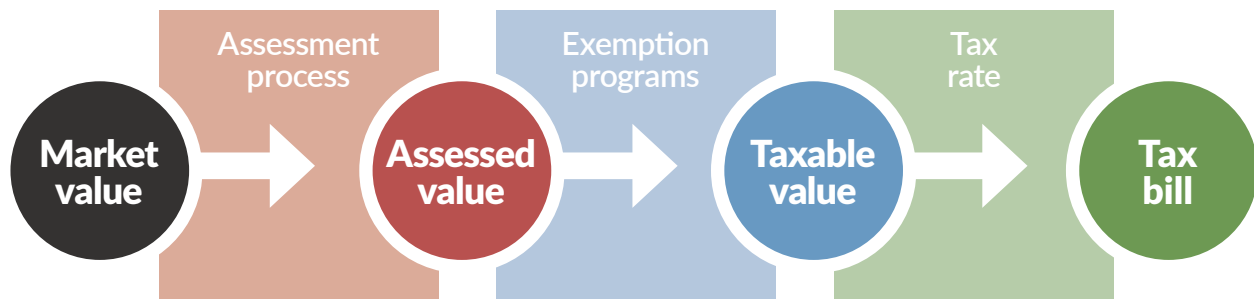 Assessment
process
Exemption
programs
Tax
rate
Market
value
Assessed
value
Taxable
value
Tax
bill